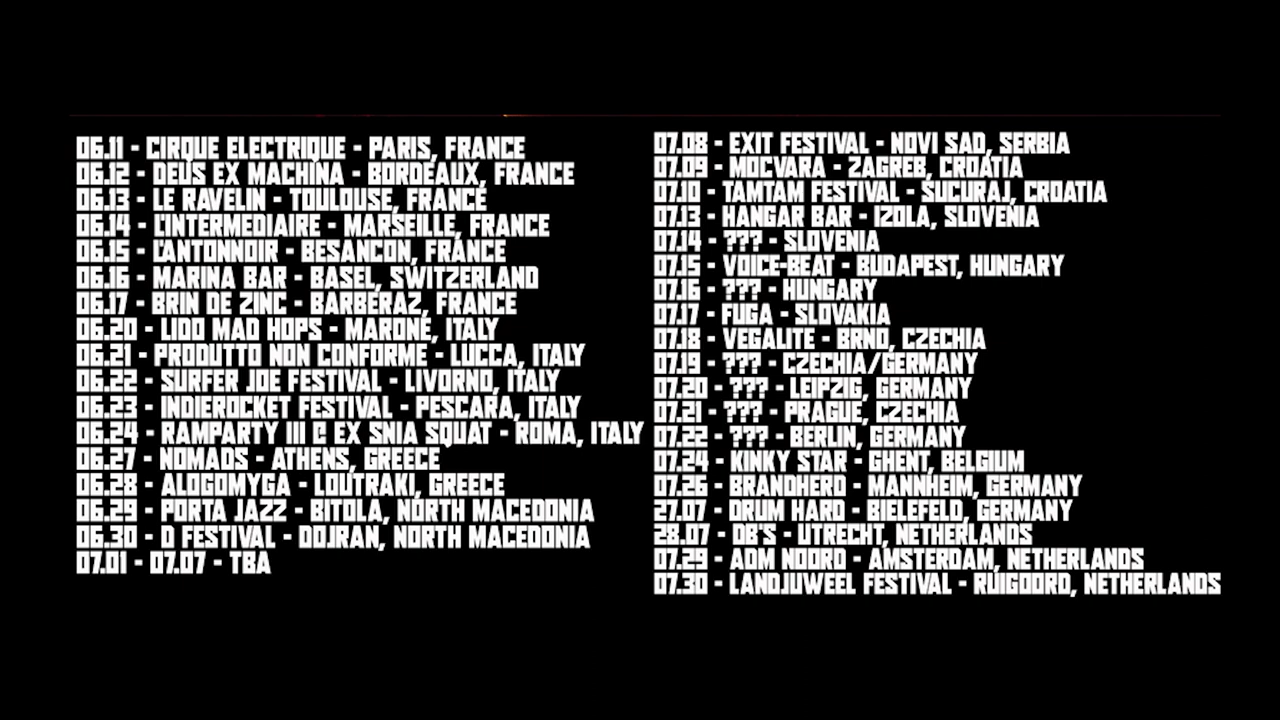 06.11 - CIRQUE ELECTRIQUE - PARIS, FRANCE
06.12 - DEUS EX MACHINA - BORDEAUX, FRANCE
06.13 - LE RAVELIN - TOULOUSE, FRANCE
06.14 - L'INTERMEDIAIRE - MARSEILLE, FRANCE
06.15 - L'ANTONNOIR - BESANCON, FRANCE
06.16 - MARINA BAR - BASEL, SWITZERLAND
06.17 - BRIN DE ZINC - BARBERAZ, FRANCE
06.20 - LIDO MAD HOPS - MARONE, ITALY
06.21 - PRODUTTO NON CONFORME - LUCCA, ITALY
06.22 - SURFER JOE FESTIVAL - LIVORNO, ITALY
06.23 - INDIEROCKET FESTIVAL - PESCARA, ITALY
06.24 - RAMPARTY III @ EX SNIA SQUAT - ROMA, ITALY
06.27 - NOMADS - ATHENS, GREECE
06.28 - ALOGOMYGA - LOUTRAKI, GREECE
06.29 - PORTA JAZZ - BITOLA, NORTH MACEDONIA
06.30 - D FESTIVAL - DOJRAN, NORTH MACEDONIA
07.01 - 07.07 - TBA
07.08 - EXIT FESTIVAL - NOVI SAD, SERBIA
07.09 - MOCVARA - ZAGREB, CROATIA
07.10 - TAMTAM FESTIVAL - SUCURAJ, CROATIA
07.13 - HANGAR BAR - IZOLA, SLOVENIA
07.14 - ??? - SLOVENIA
07.15 - VOICE-BEAT - BUDAPEST, HUNGARY
07.16 - ??? - HUNGARY
07.17 - FUGA - SLOVAKIA
07.18 - VEGALITE - BRNO, CZECHIA
07.19 - ??? - CZECHIA/GERMANY
07.20 - ??? - LEIPZIG, GERMANY
07.21 - ??? - PRAGUE, CZECHIA
07.22 - ??? - BERLIN, GERMANY
07.24 - KINKY STAR - GHENT, BELGIUM
07.26 - BRANDHERD - MANNHEIM, GERMANY
27.07 - DRUM HARD - BIELEFELD, GERMANY
28.07 - DB'S - UTRECHT, NETHERLANDS
07.29 - ADM NOORD - AMSTERDAM, NETHERLANDS
07.30 - LANDJUWEEL FESTIVAL - RUIGOORD, NETHERLANDS